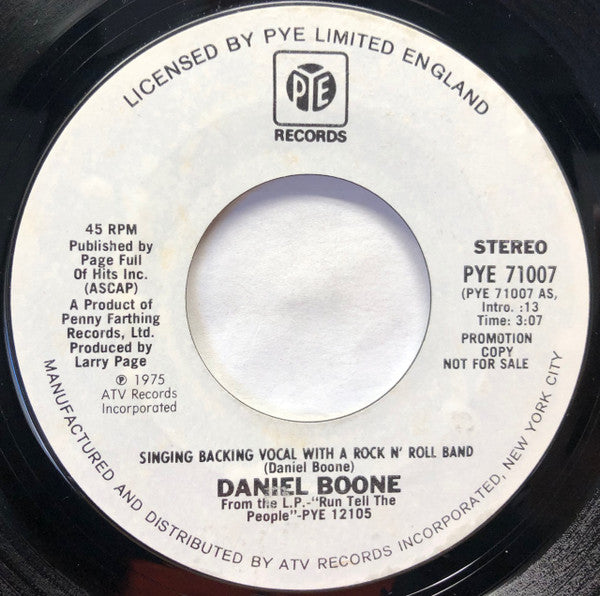 LICENSED BY PYE LIMITED ENGLAND
PYE
RECORDS
45 RPM
Published by
Page Full
Of Hits Inc.
(ASCAP)
A Product of
Penny Farthing
Records, Ltd.
Produced by
Larry Page
℗ 1975
ATV Records
Incorporated
STEREO
PYE 71007
(PYE 71007 AS,
Intro. :13
Time: 3:07
PROMOTION
COPY
NOT FOR SALE
SINGING BACKING VOCAL WITH A ROCK N' ROLL BAND
(Daniel Boone)
DANIEL BOONE
From the L.P.-"Run Tell The
People"-PYE 12105
MANUFACTURED AND DISTRIBUTED BY ATV RECORDS INCORPORATED, NEW YORK CITY